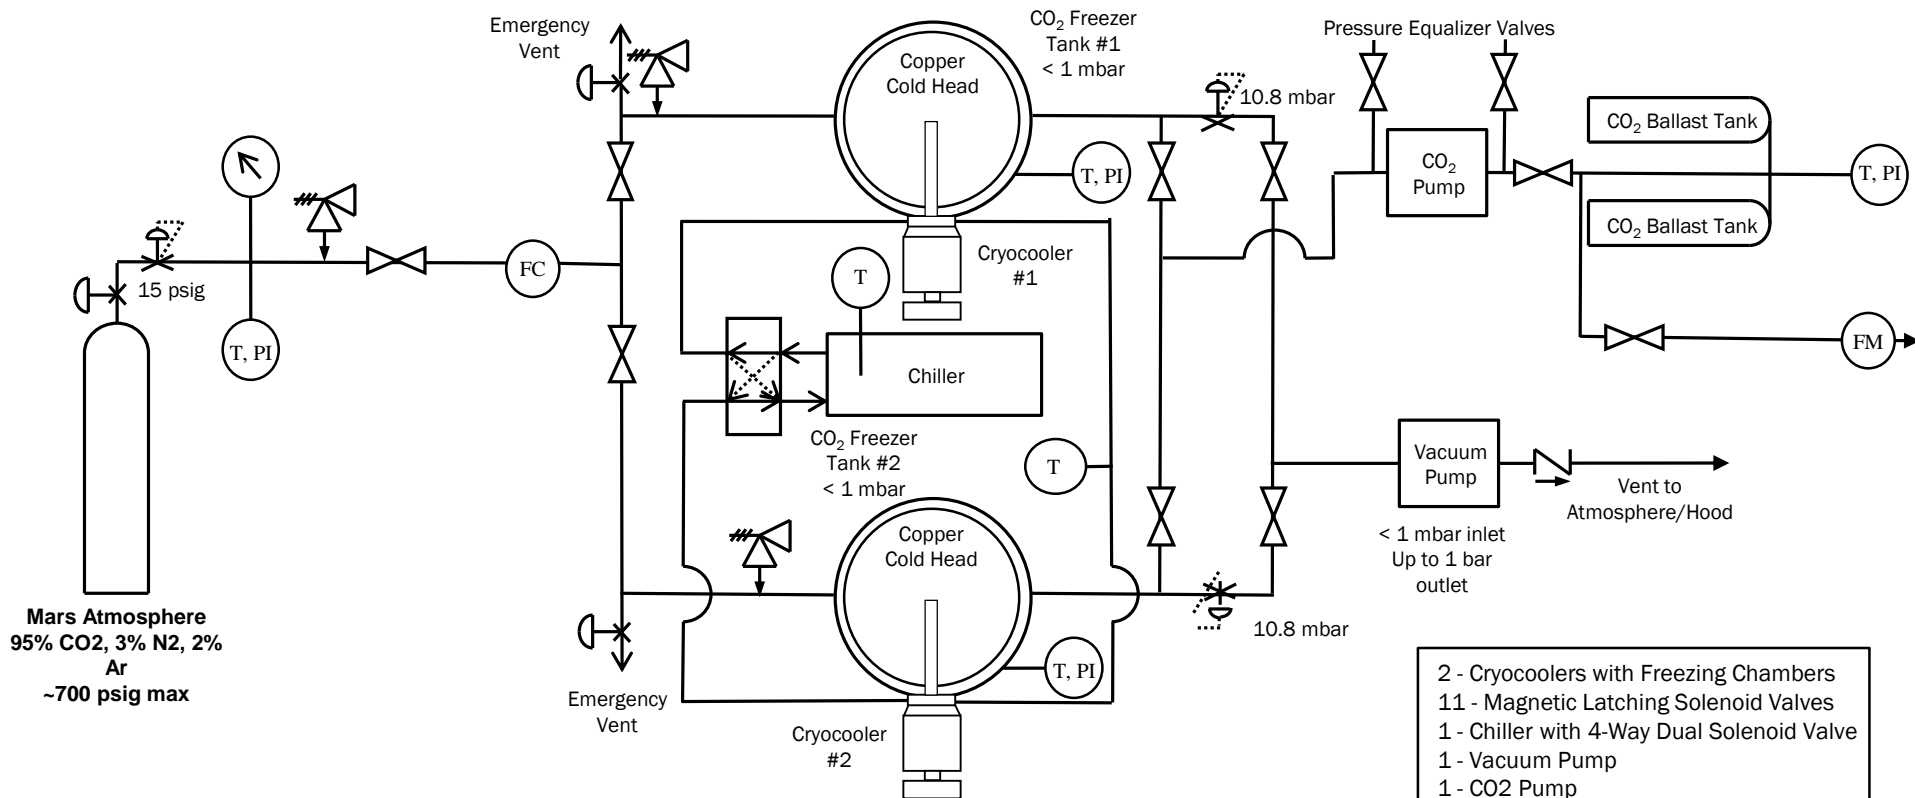 Emergency
Vent
CO₂ Freezer
Tank #1
< 1 mbar
Pressure Equalizer Valves
Copper
Cold Head
10.8 mbar
CO₂ Ballast Tank
CO₂
Pump
T, PI
T, PI
CO₂ Ballast Tank
15 psig
FC
T
Cryocooler
#1
T, PI
Chiller
FM
CO₂ Freezer
Tank #2
< 1 mbar
T
Vacuum
Pump
Vent to
Atmosphere/Hood
< 1 mbar inlet
Up to 1 bar
outlet
Copper
Cold Head
Mars Atmosphere
95% CO2, 3% N2, 2%
Ar
~700 psig max
10.8 mbar
T, PI
Emergency
Vent
Cryocooler
#2
2 - Cryocoolers with Freezing Chambers
11 - Magnetic Latching Solenoid Valves
1 - Chiller with 4-Way Dual Solenoid Valve
1 - Vacuum Pump
1 - CO2 Pump